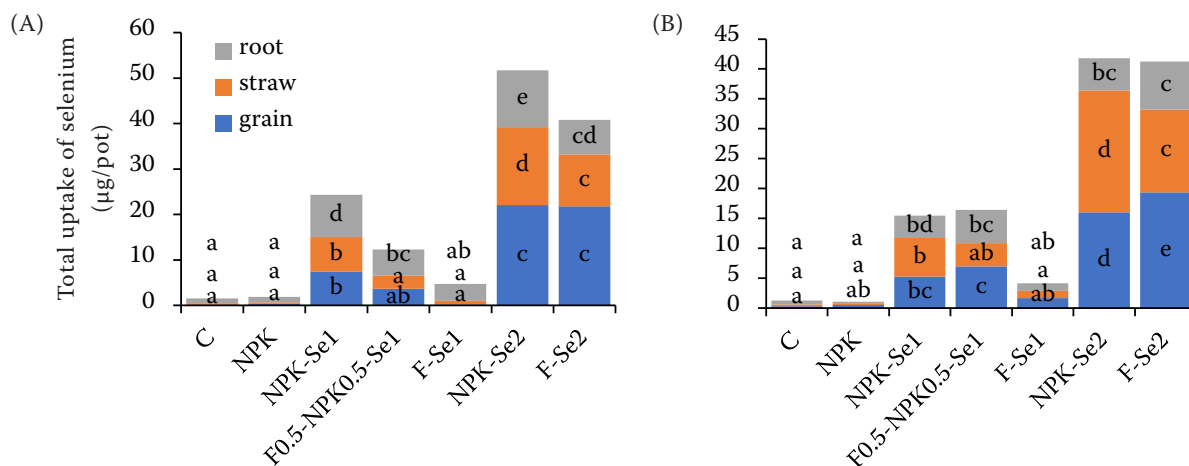 (A)
Total uptake of selenium
(μg/pot)
60
50
40
30
20
10
0
root
straw
grain
a
a
a
a
a
a
d
b
b
bc
a
ab
ab
a
a
e
d
c
cd
c
c
C
NPK
NPK-Se1
F0.5-NPK0.5-Se1
F-Se1
NPK-Se2
F-Se2
(B)
45
40
35
30
25
20
15
10
5
0
a
a
a
a
a
ab
bd
b
bc
bc
ab
c
ab
a
ab
bc
d
d
c
c
e
C
NPK
NPK-Se1
F0.5-NPK0.5-Se1
F-Se1
NPK-Se2
F-Se2